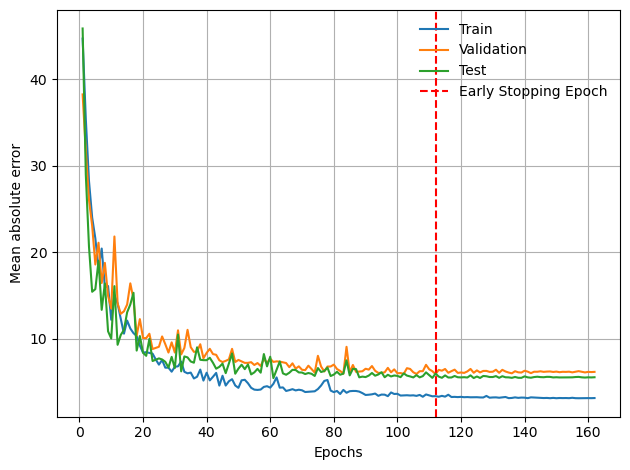 Train
Validation
Test
Early Stopping Epoch
Mean absolute error
40
30
20
10
0 20 40 60 80 100 120 140 160
Epochs